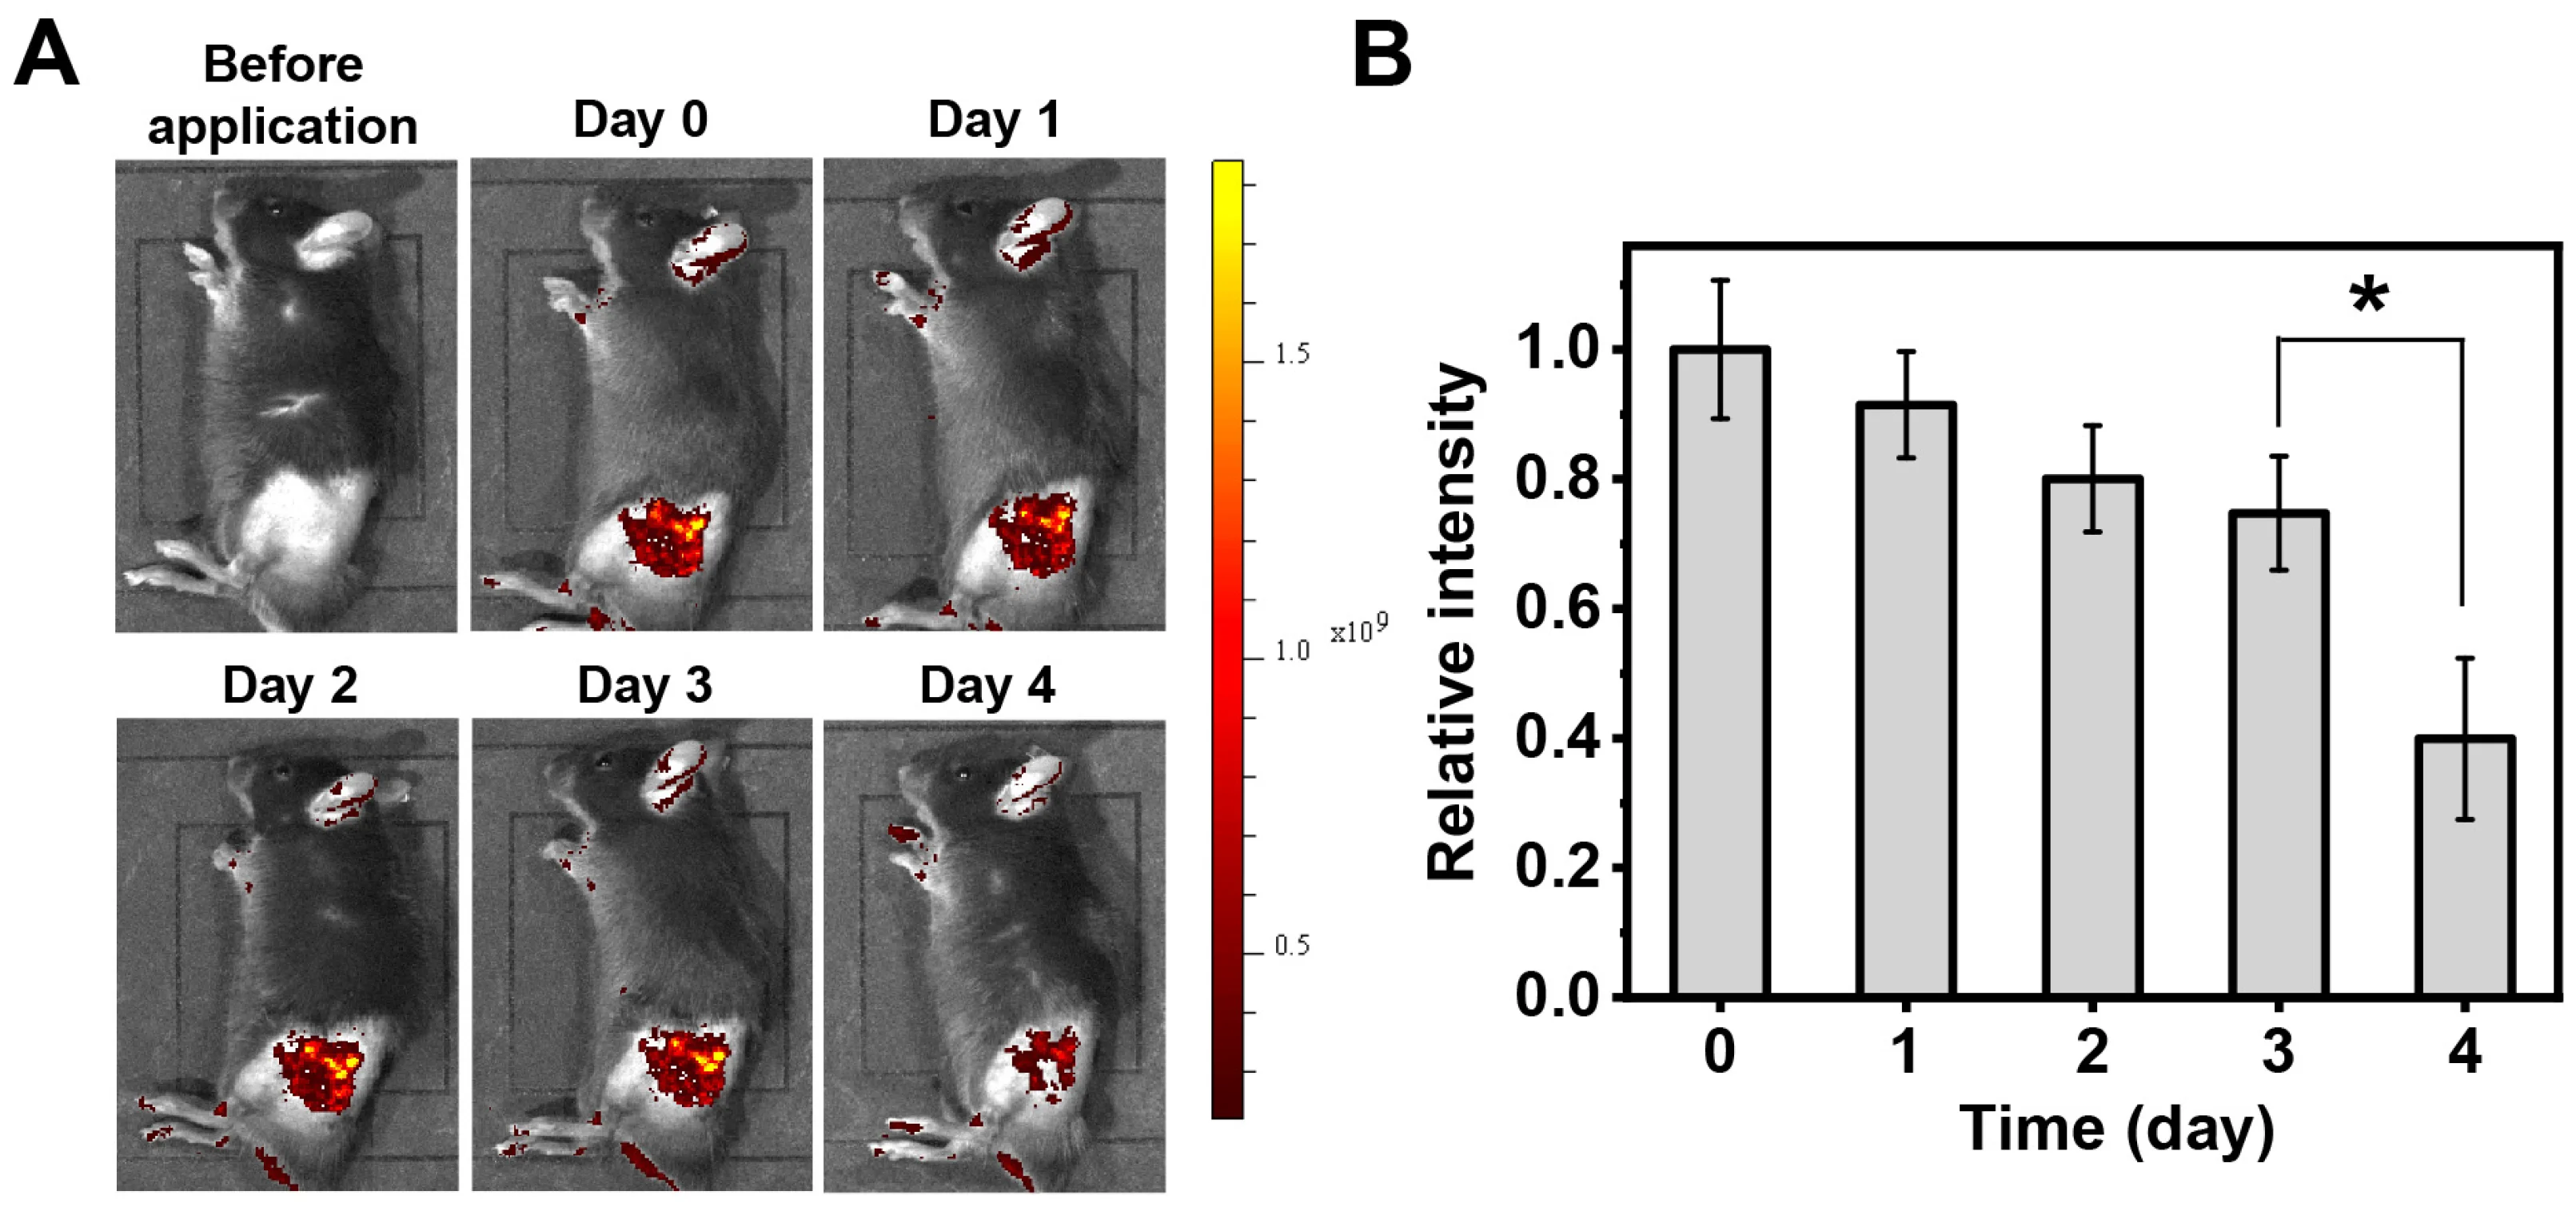 A
Before
application
Day 0
Day 1
Day 2
Day 3
Day 4
1.5
1.0
x10⁹
0.5
B
*
Relative intensity
1.0
0.8
0.6
0.4
0.2
0.0
0 1 2 3 4
Time (day)